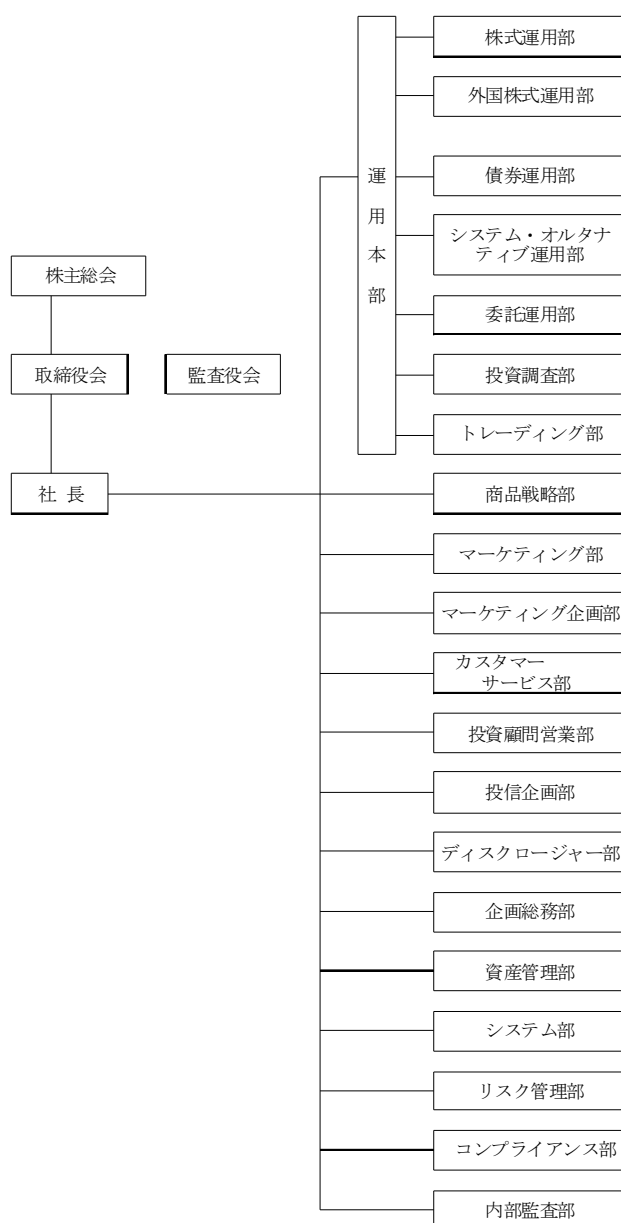 株主総会
取締役会
監査役会
社長
運用本部
株式運用部
外国株式運用部
債券運用部
システム・オルタナ
ティブ運用部
委託運用部
投資調査部
トレーディング部
商品戦略部
マーケティング部
マーケティング企画部
カスタマー
サービス部
投資顧問営業部
投信企画部
ディスクロージャー部
企画総務部
資産管理部
システム部
リスク管理部
コンプライアンス部
内部監査部